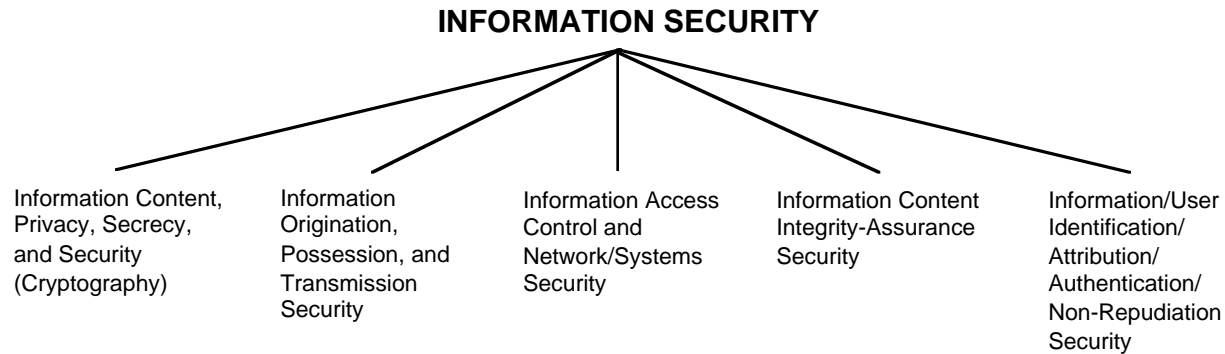 INFORMATION SECURITY
Information Content,
Privacy, Secrecy,
and Security
(Cryptography)
Information
Origination,
Possession, and
Transmission
Security
Information Access
Control and
Network/Systems
Security
Information Content
Integrity-Assurance
Security
Information/User
Identification/
Attribution/
Authentication/
Non-Repudiation
Security